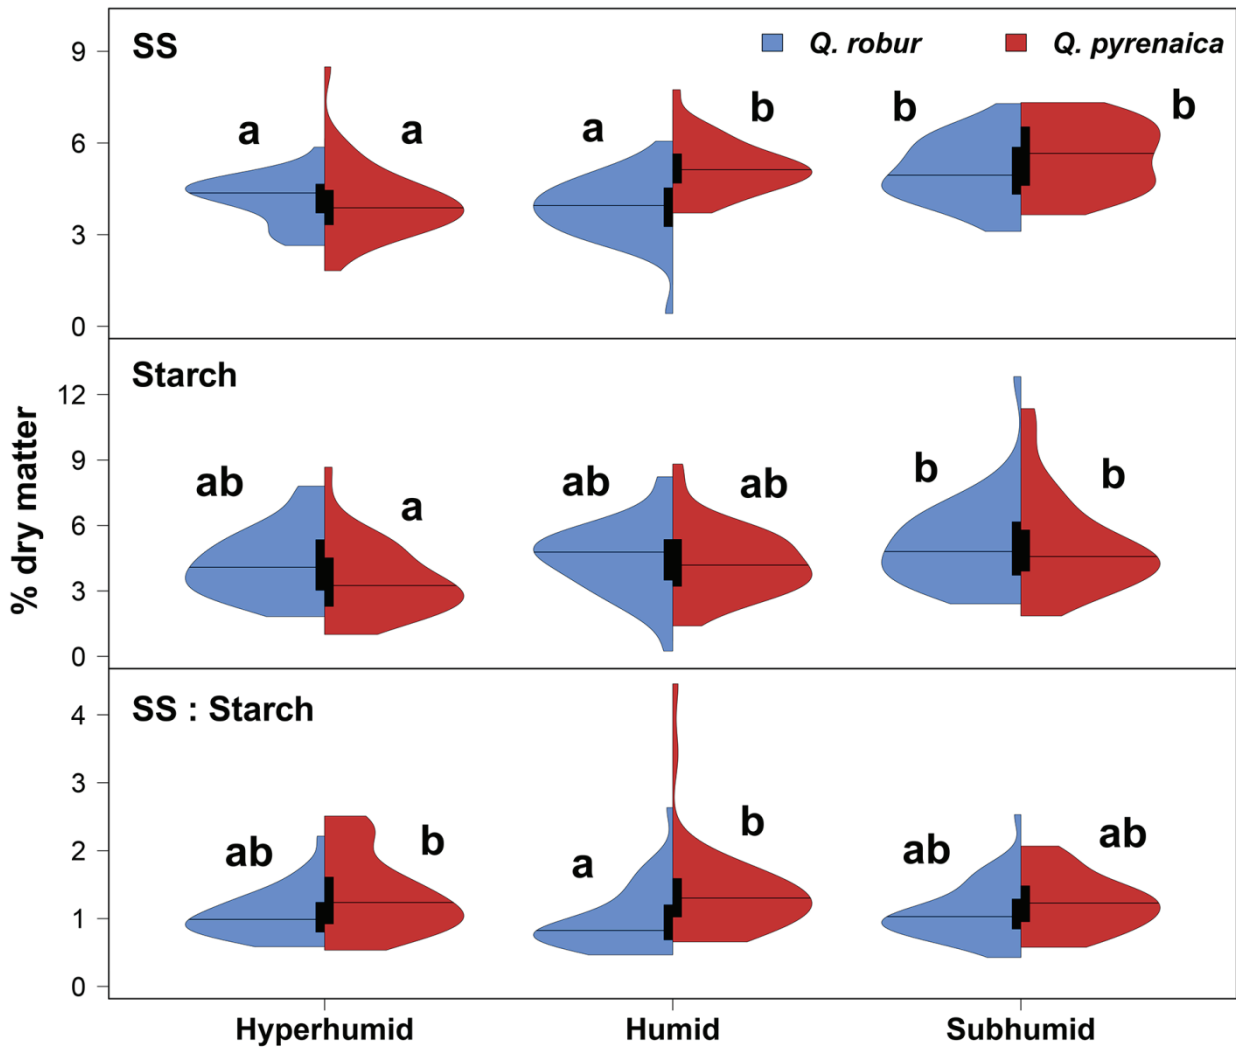 SS
Q. robur
Q. pyrenaica
9
6
3
0
a
a
a
b
b
b
Starch
12
9
6
3
0
ab
a
ab
ab
b
b
SS : Starch
4
3
2
1
0
ab
b
a
b
ab
ab
% dry matter
Hyperhumid
Humid
Subhumid